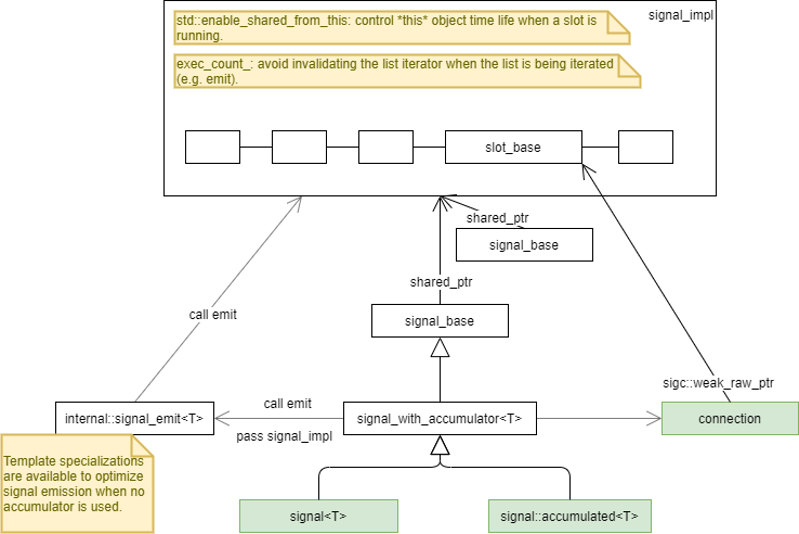 signal_impl
std::enable_shared_from_this: control *this* object time life when a slot is
running.
exec_count_: avoid invalidating the list iterator when the list is being iterated
(e.g. emit).
slot_base
shared_ptr
signal_base
shared_ptr
signal_base
call emit
sigc::weak_raw_ptr
internal::signal_emit<T>
call emit
pass signal_impl
signal_with_accumulator<T>
connection
Template specializations
are available to optimize
signal emission when no
accumulator is used.
signal<T>
signal::accumulated<T>